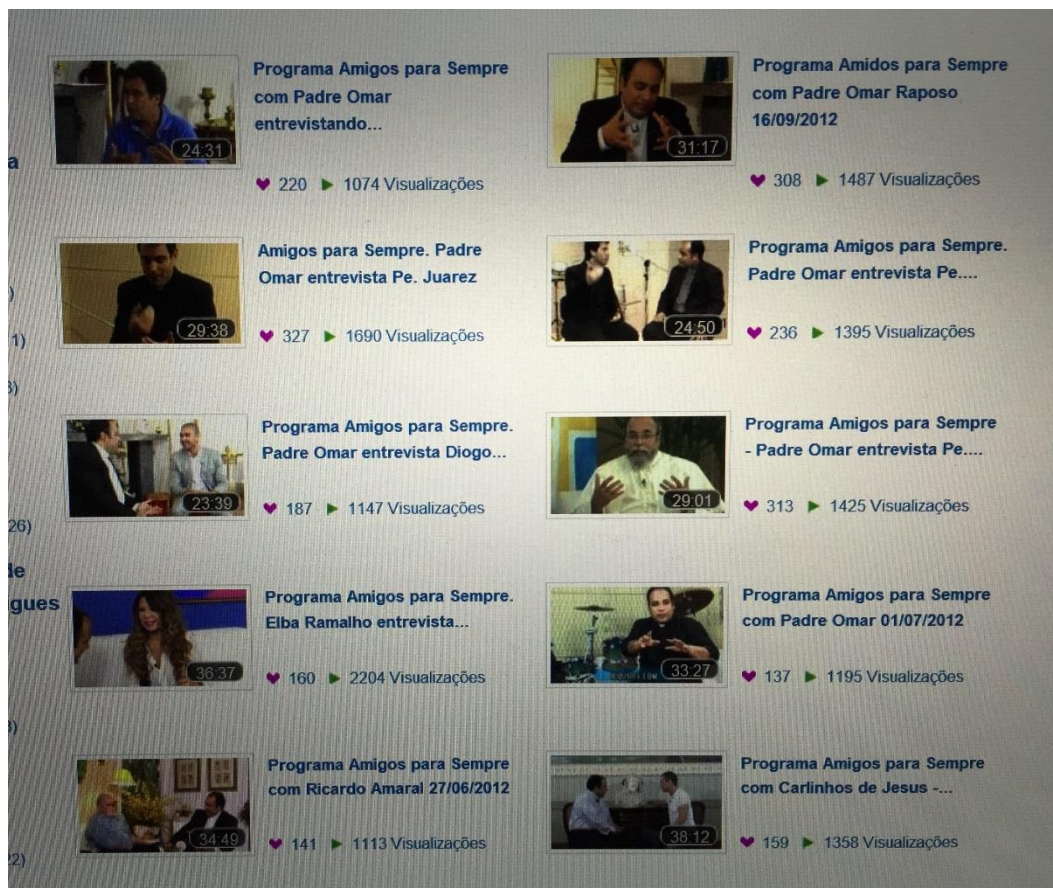 24:31
Programa Amigos para Sempre
com Padre Omar
entrevistando...
220 1074 Visualizações
31:17
Programa Amidos para Sempre
com Padre Omar Raposo
16/09/2012
308 1487 Visualizações
a
29:38
Amigos para Sempre. Padre
Omar entrevista Pe. Juarez
327 1690 Visualizações
24:50
Programa Amigos para Sempre.
Padre Omar entrevista Pe....
236 1395 Visualizações
)
1)
3)
23:39
Programa Amigos para Sempre.
Padre Omar entrevista Diogo...
187 1147 Visualizações
29:01
Programa Amigos para Sempre
- Padre Omar entrevista Pe....
313 1425 Visualizações
26)
de
gues
36:37
Programa Amigos para Sempre.
Elba Ramalho entrevista...
160 2204 Visualizações
33:27
Programa Amigos para Sempre
com Padre Omar 01/07/2012
137 1195 Visualizações
34:49
Programa Amigos para Sempre
com Ricardo Amaral 27/06/2012
141 1113 Visualizações
38:12
Programa Amigos para Sempre
com Carlinhos de Jesus -...
159 1358 Visualizações
22)